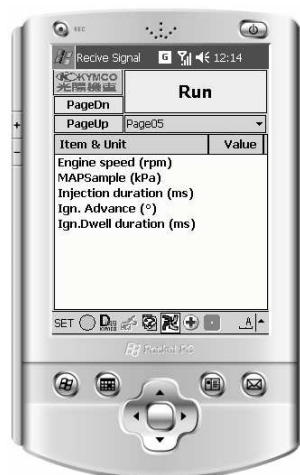 REC
Recive Signal G 12:14
KYMCO
光陽機車
Run
PageDn
PageUp Page05
Item & Unit Value
Engine speed (rpm)
MAPSample (kPa)
Injection duration (ms)
Ign. Advance (°)
Ign.Dwell duration (ms)
SET A
Pocket PC